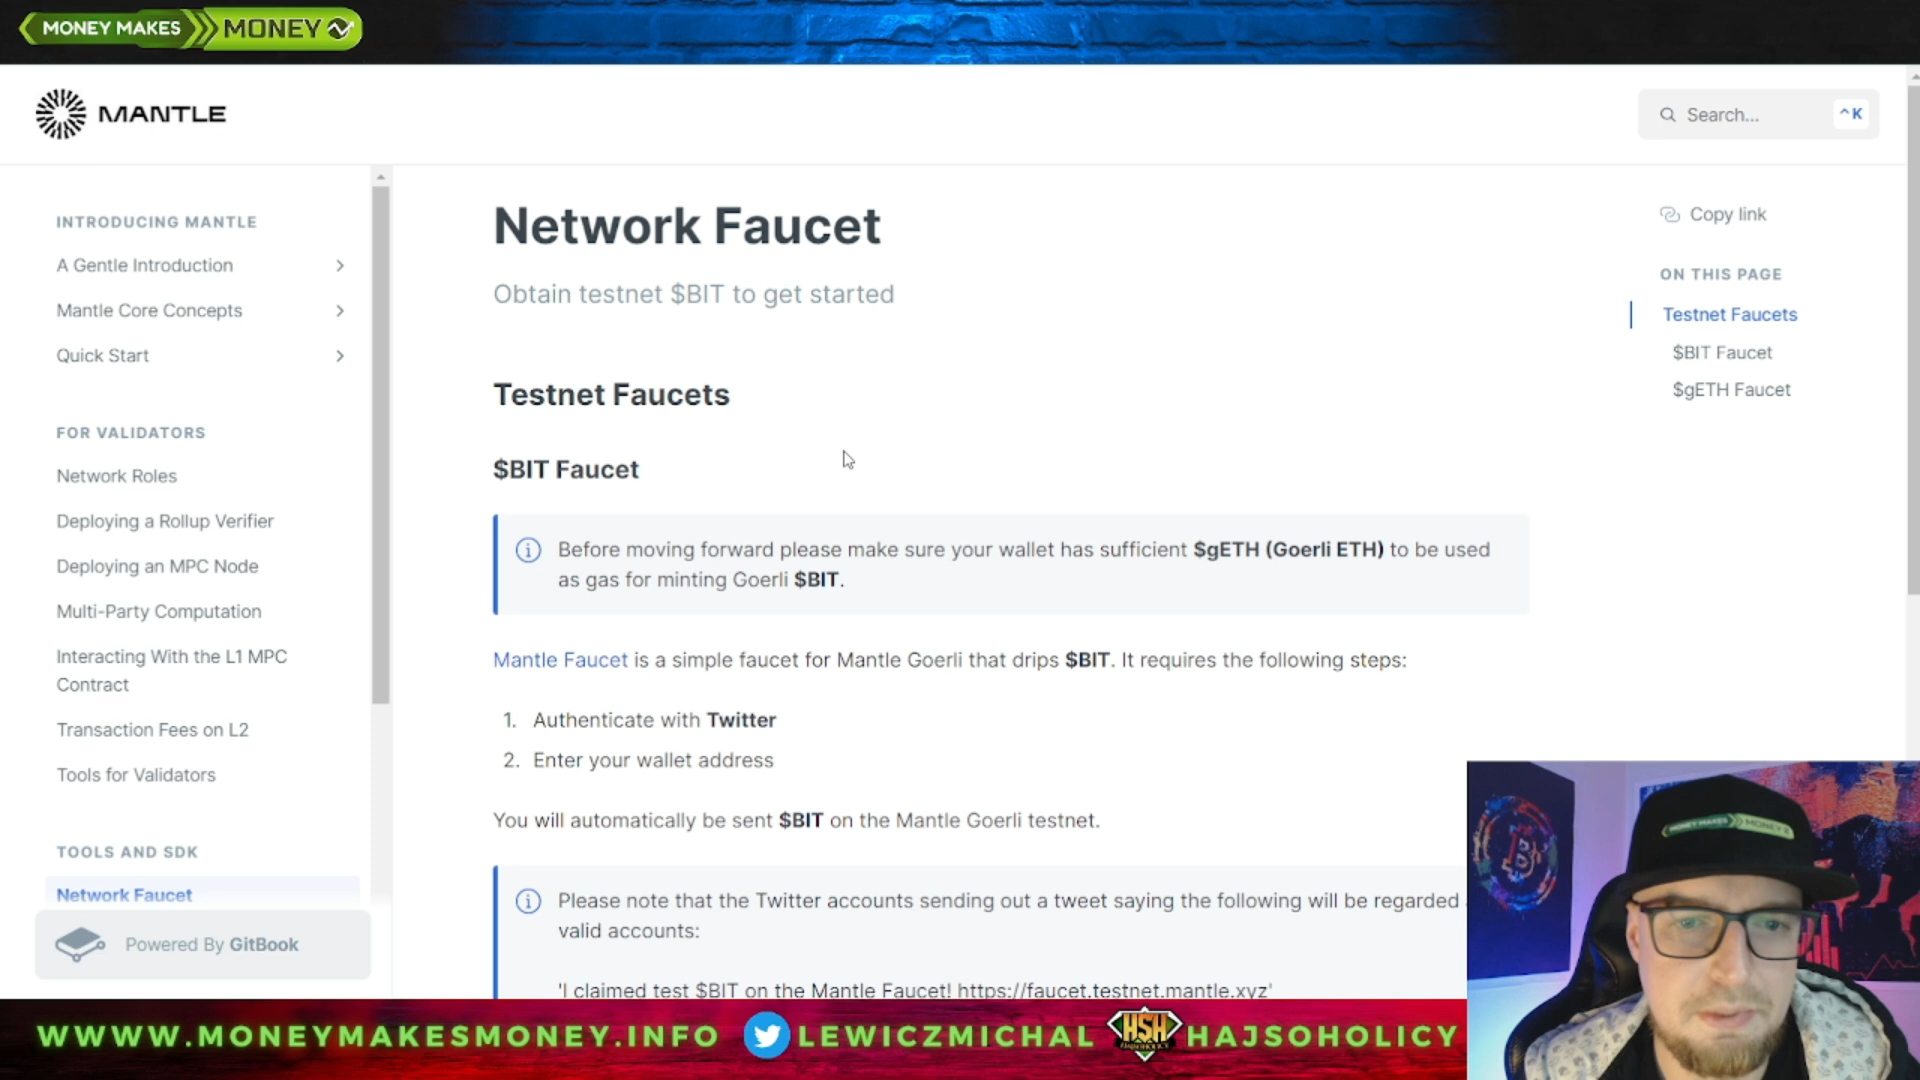 MONEY MAKES MONEY
MANTLE
Search...
^K
INTRODUCING MANTLE
A Gentle Introduction
Mantle Core Concepts
Quick Start
FOR VALIDATORS
Network Roles
Deploying a Rollup Verifier
Deploying an MPC Node
Multi-Party Computation
Interacting With the L1 MPC
Contract
Transaction Fees on L2
Tools for Validators
TOOLS AND SDK
Network Faucet
Powered By GitBook
Network Faucet
Obtain testnet $BIT to get started
Testnet Faucets
$BIT Faucet
Before moving forward please make sure your wallet has sufficient $gETH (Goerli ETH) to be used
as gas for minting Goerli $BIT.
Mantle Faucet is a simple faucet for Mantle Goerli that drips $BIT. It requires the following steps:
1. Authenticate with Twitter
2. Enter your wallet address
You will automatically be sent $BIT on the Mantle Goerli testnet.
Please note that the Twitter accounts sending out a tweet saying the following will be regarded
valid accounts:
'I claimed test $BIT on the Mantle Faucet! https://faucet.testnet.mantle.xyz'
Copy link
ON THIS PAGE
Testnet Faucets
$BIT Faucet
$gETH Faucet
MONEY MAKES MONEY
WWWW.MONEYMAKESMONEY.INFO LEWICZMICHAL HSH HAJSOHOLICY